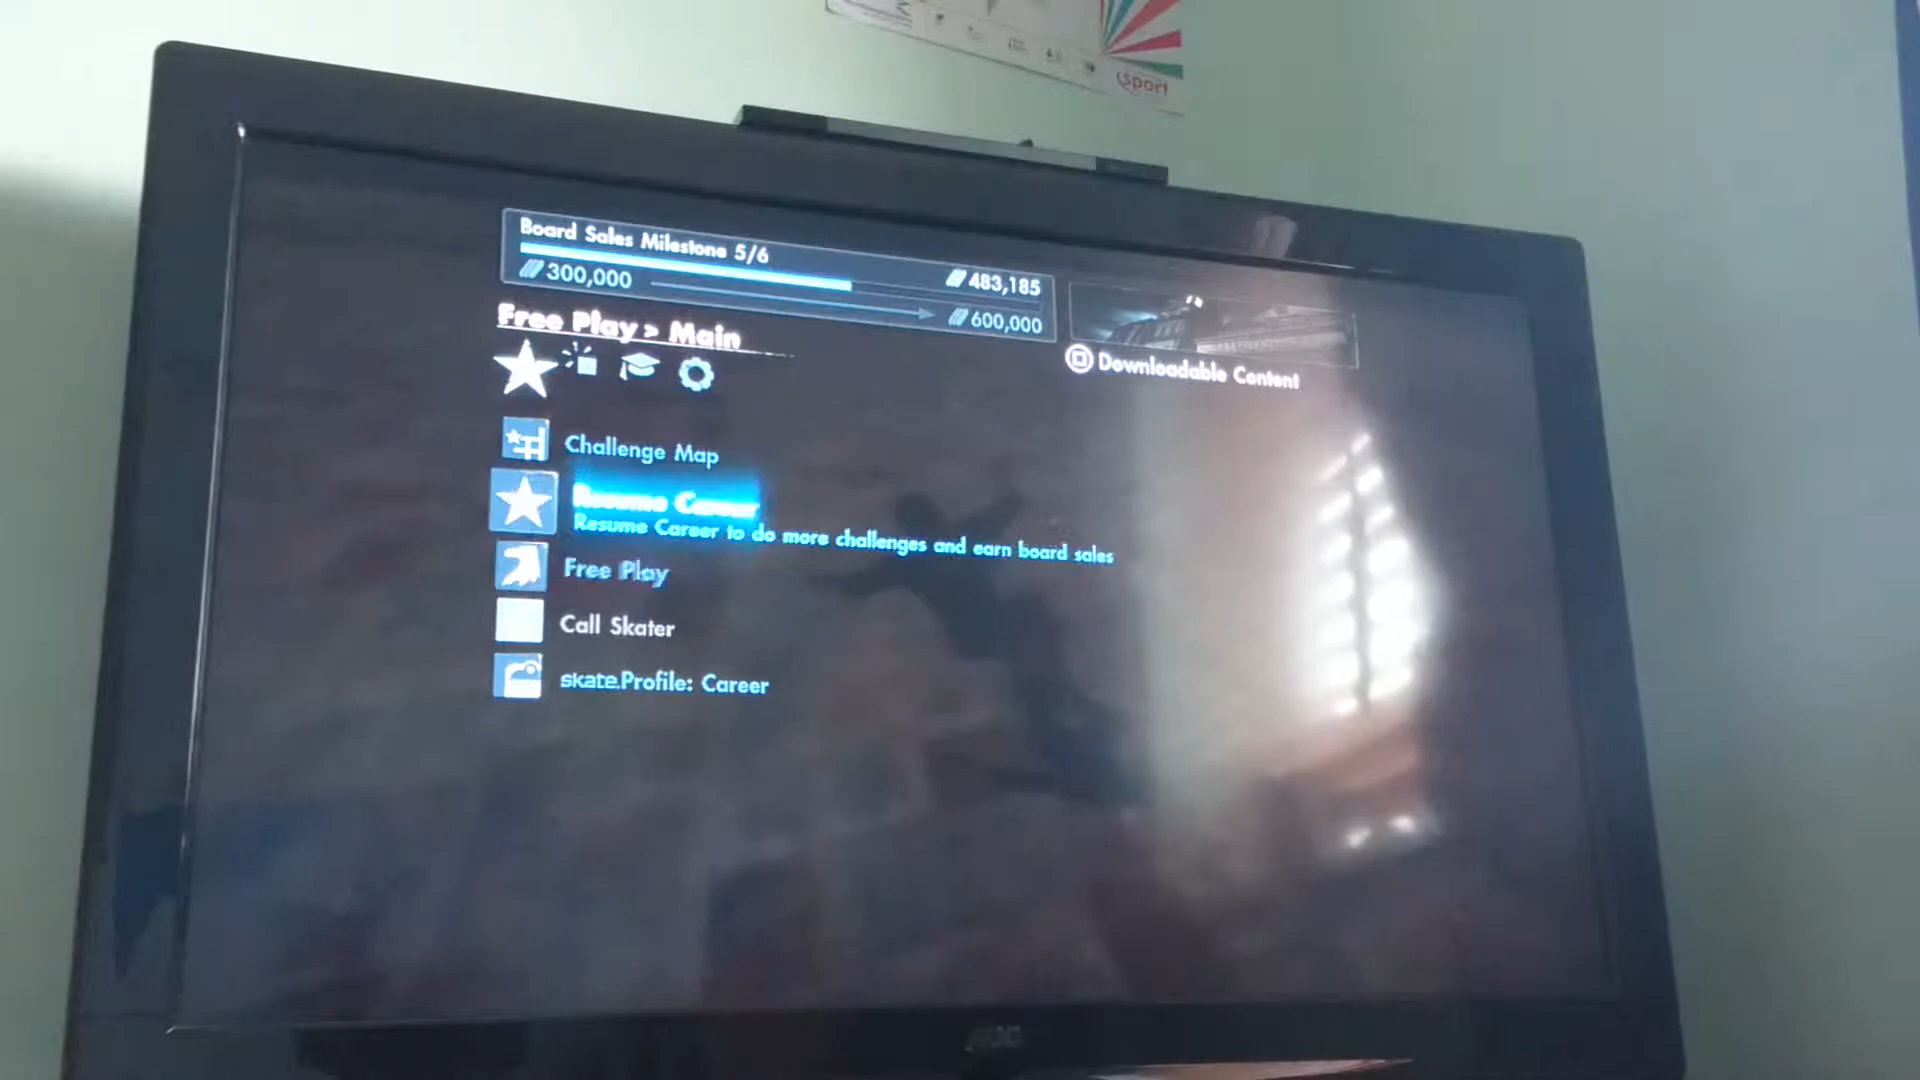 sport
Board Sales Milestone 5/6
300,000
483,185
600,000
Free Play > Main
Downloadable Content
Challenge Map
Resume Career
Resume Career to do more challenges and earn board sales
Free Play
Call Skater
skate.Profile: Career